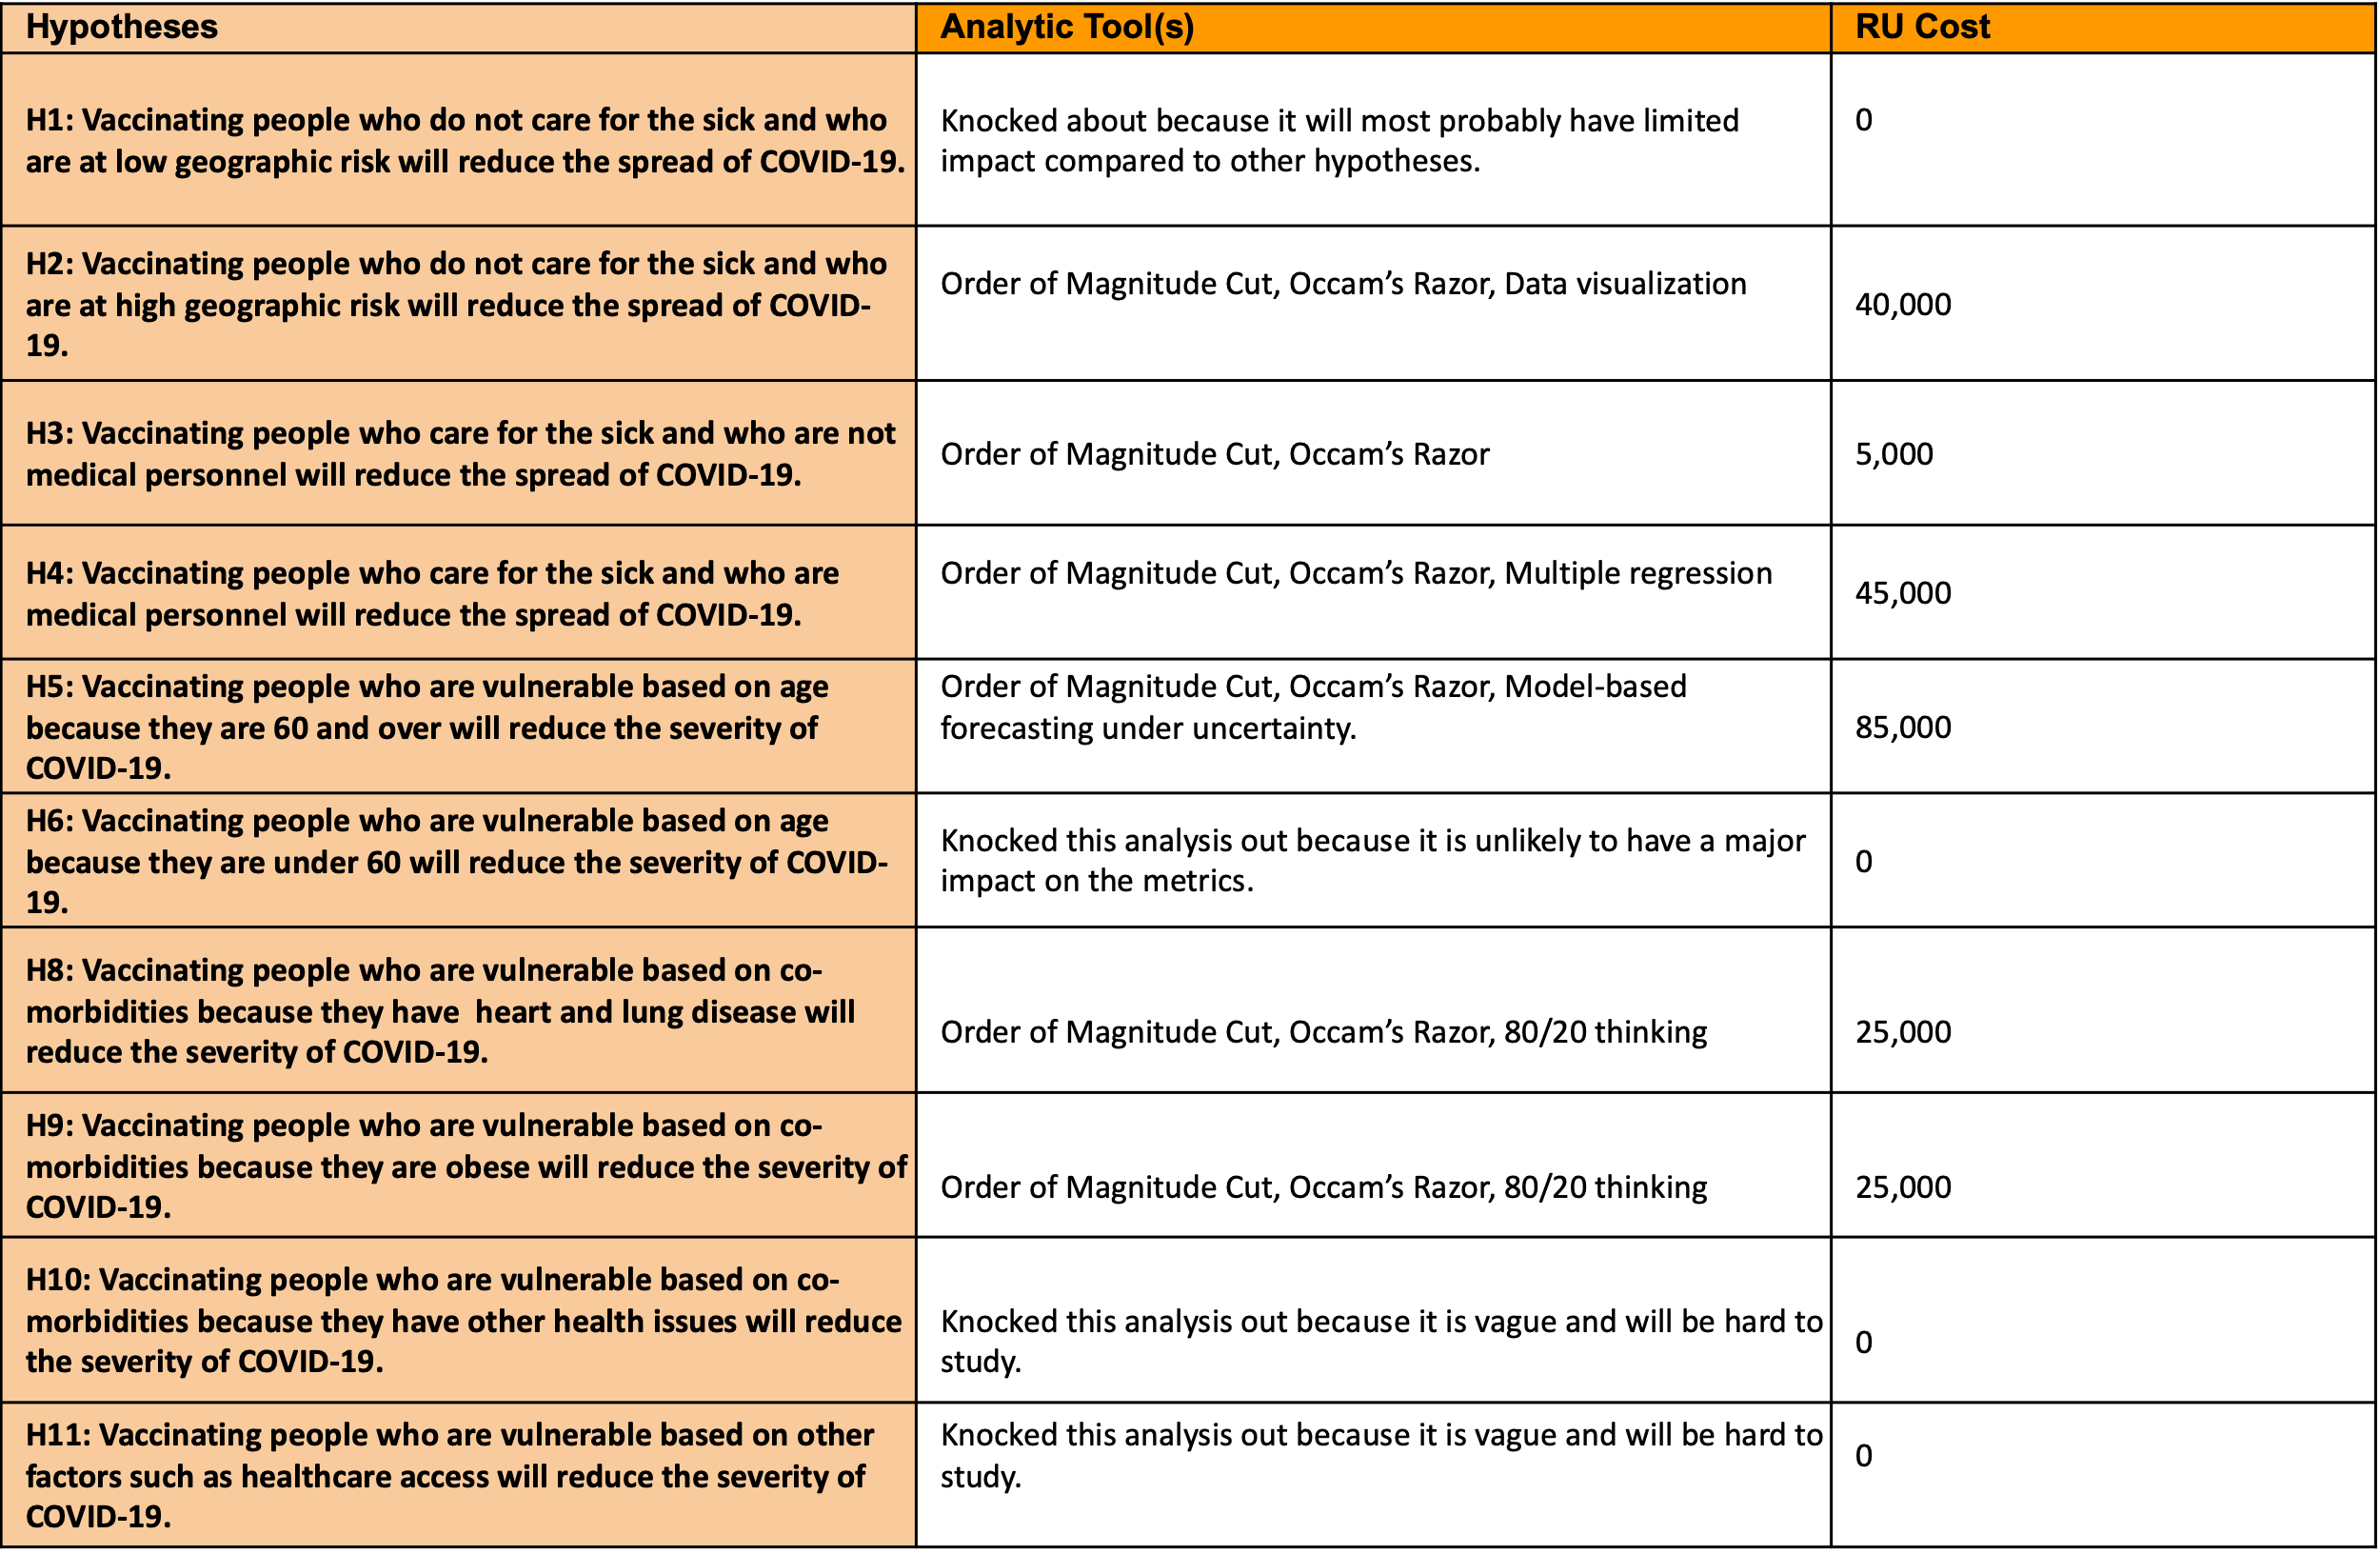 Hypotheses
Analytic Tool(s)
RU Cost
H1: Vaccinating people who do not care for the sick and who
are at low geographic risk will reduce the spread of COVID-19.
Knocked about because it will most probably have limited
impact compared to other hypotheses.
0
H2: Vaccinating people who do not care for the sick and who
are at high geographic risk will reduce the spread of COVID-
19.
Order of Magnitude Cut, Occam’s Razor, Data visualization
40,000
H3: Vaccinating people who care for the sick and who are not
medical personnel will reduce the spread of COVID-19.
Order of Magnitude Cut, Occam’s Razor
5,000
H4: Vaccinating people who care for the sick and who are
medical personnel will reduce the spread of COVID-19.
Order of Magnitude Cut, Occam’s Razor, Multiple regression
45,000
H5: Vaccinating people who are vulnerable based on age
because they are 60 and over will reduce the severity of
COVID-19.
Order of Magnitude Cut, Occam’s Razor, Model-based
forecasting under uncertainty.
85,000
H6: Vaccinating people who are vulnerable based on age
because they are under 60 will reduce the severity of COVID-
19.
Knocked this analysis out because it is unlikely to have a major
impact on the metrics.
0
H8: Vaccinating people who are vulnerable based on co-
morbidities because they have  heart and lung disease will
reduce the severity of COVID-19.
Order of Magnitude Cut, Occam’s Razor, 80/20 thinking
25,000
H9: Vaccinating people who are vulnerable based on co-
morbidities because they are obese will reduce the severity of
COVID-19.
Order of Magnitude Cut, Occam’s Razor, 80/20 thinking
25,000
H10: Vaccinating people who are vulnerable based on co-
morbidities because they have other health issues will reduce
the severity of COVID-19.
Knocked this analysis out because it is vague and will be hard to
study.
0
H11: Vaccinating people who are vulnerable based on other
factors such as healthcare access will reduce the severity of
COVID-19.
Knocked this analysis out because it is vague and will be hard to
study.
0